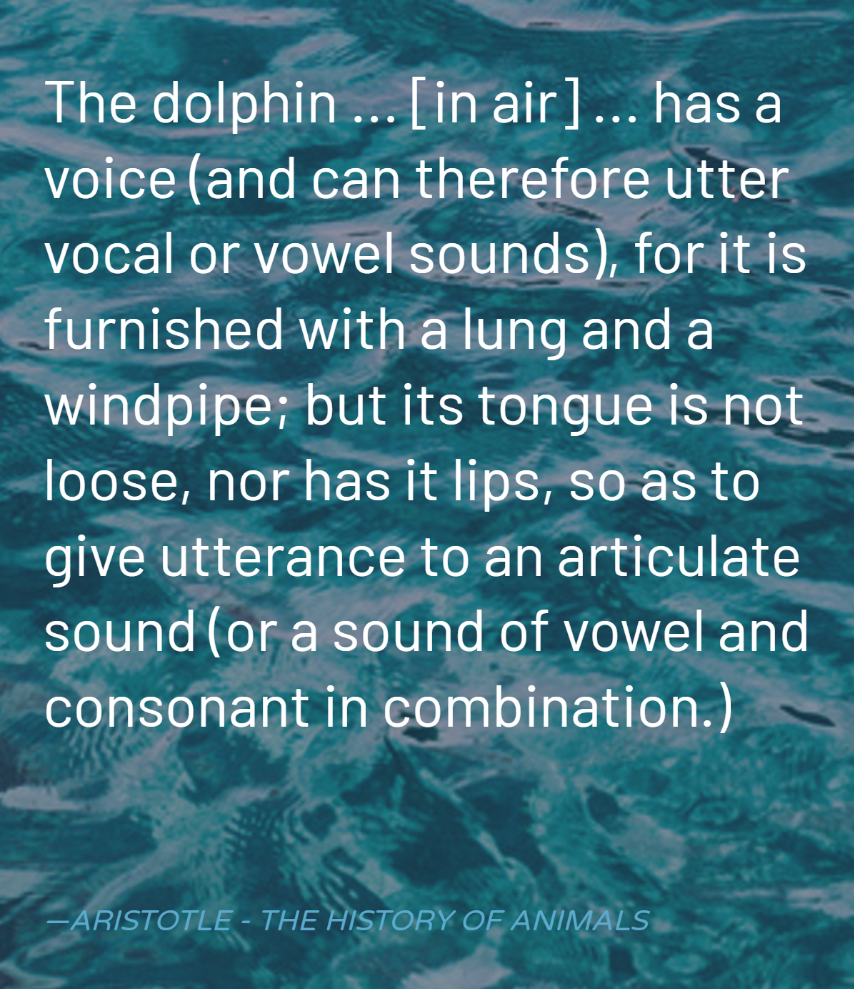 The dolphin ... [in air] ... has a
voice (and can therefore utter
vocal or vowel sounds), for it is
furnished with a lung and a
windpipe; but its tongue is not
loose, nor has it lips, so as to
give utterance to an articulate
sound (or a sound of vowel and
consonant in combination.)
—ARISTOTLE - THE HISTORY OF ANIMALS